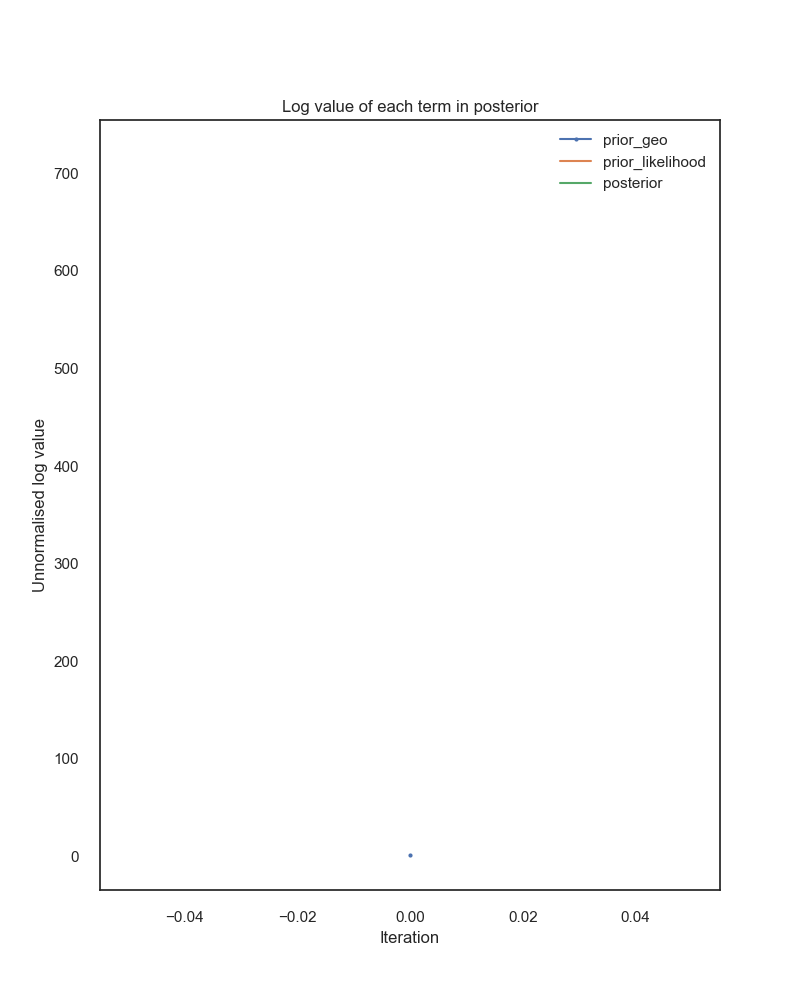 Log value of each term in posterior
prior_geo
prior_likelihood
posterior
700
600
500
400
300
200
100
0
Unnormalised log value
−0.04
−0.02
0.00
0.02
0.04
Iteration